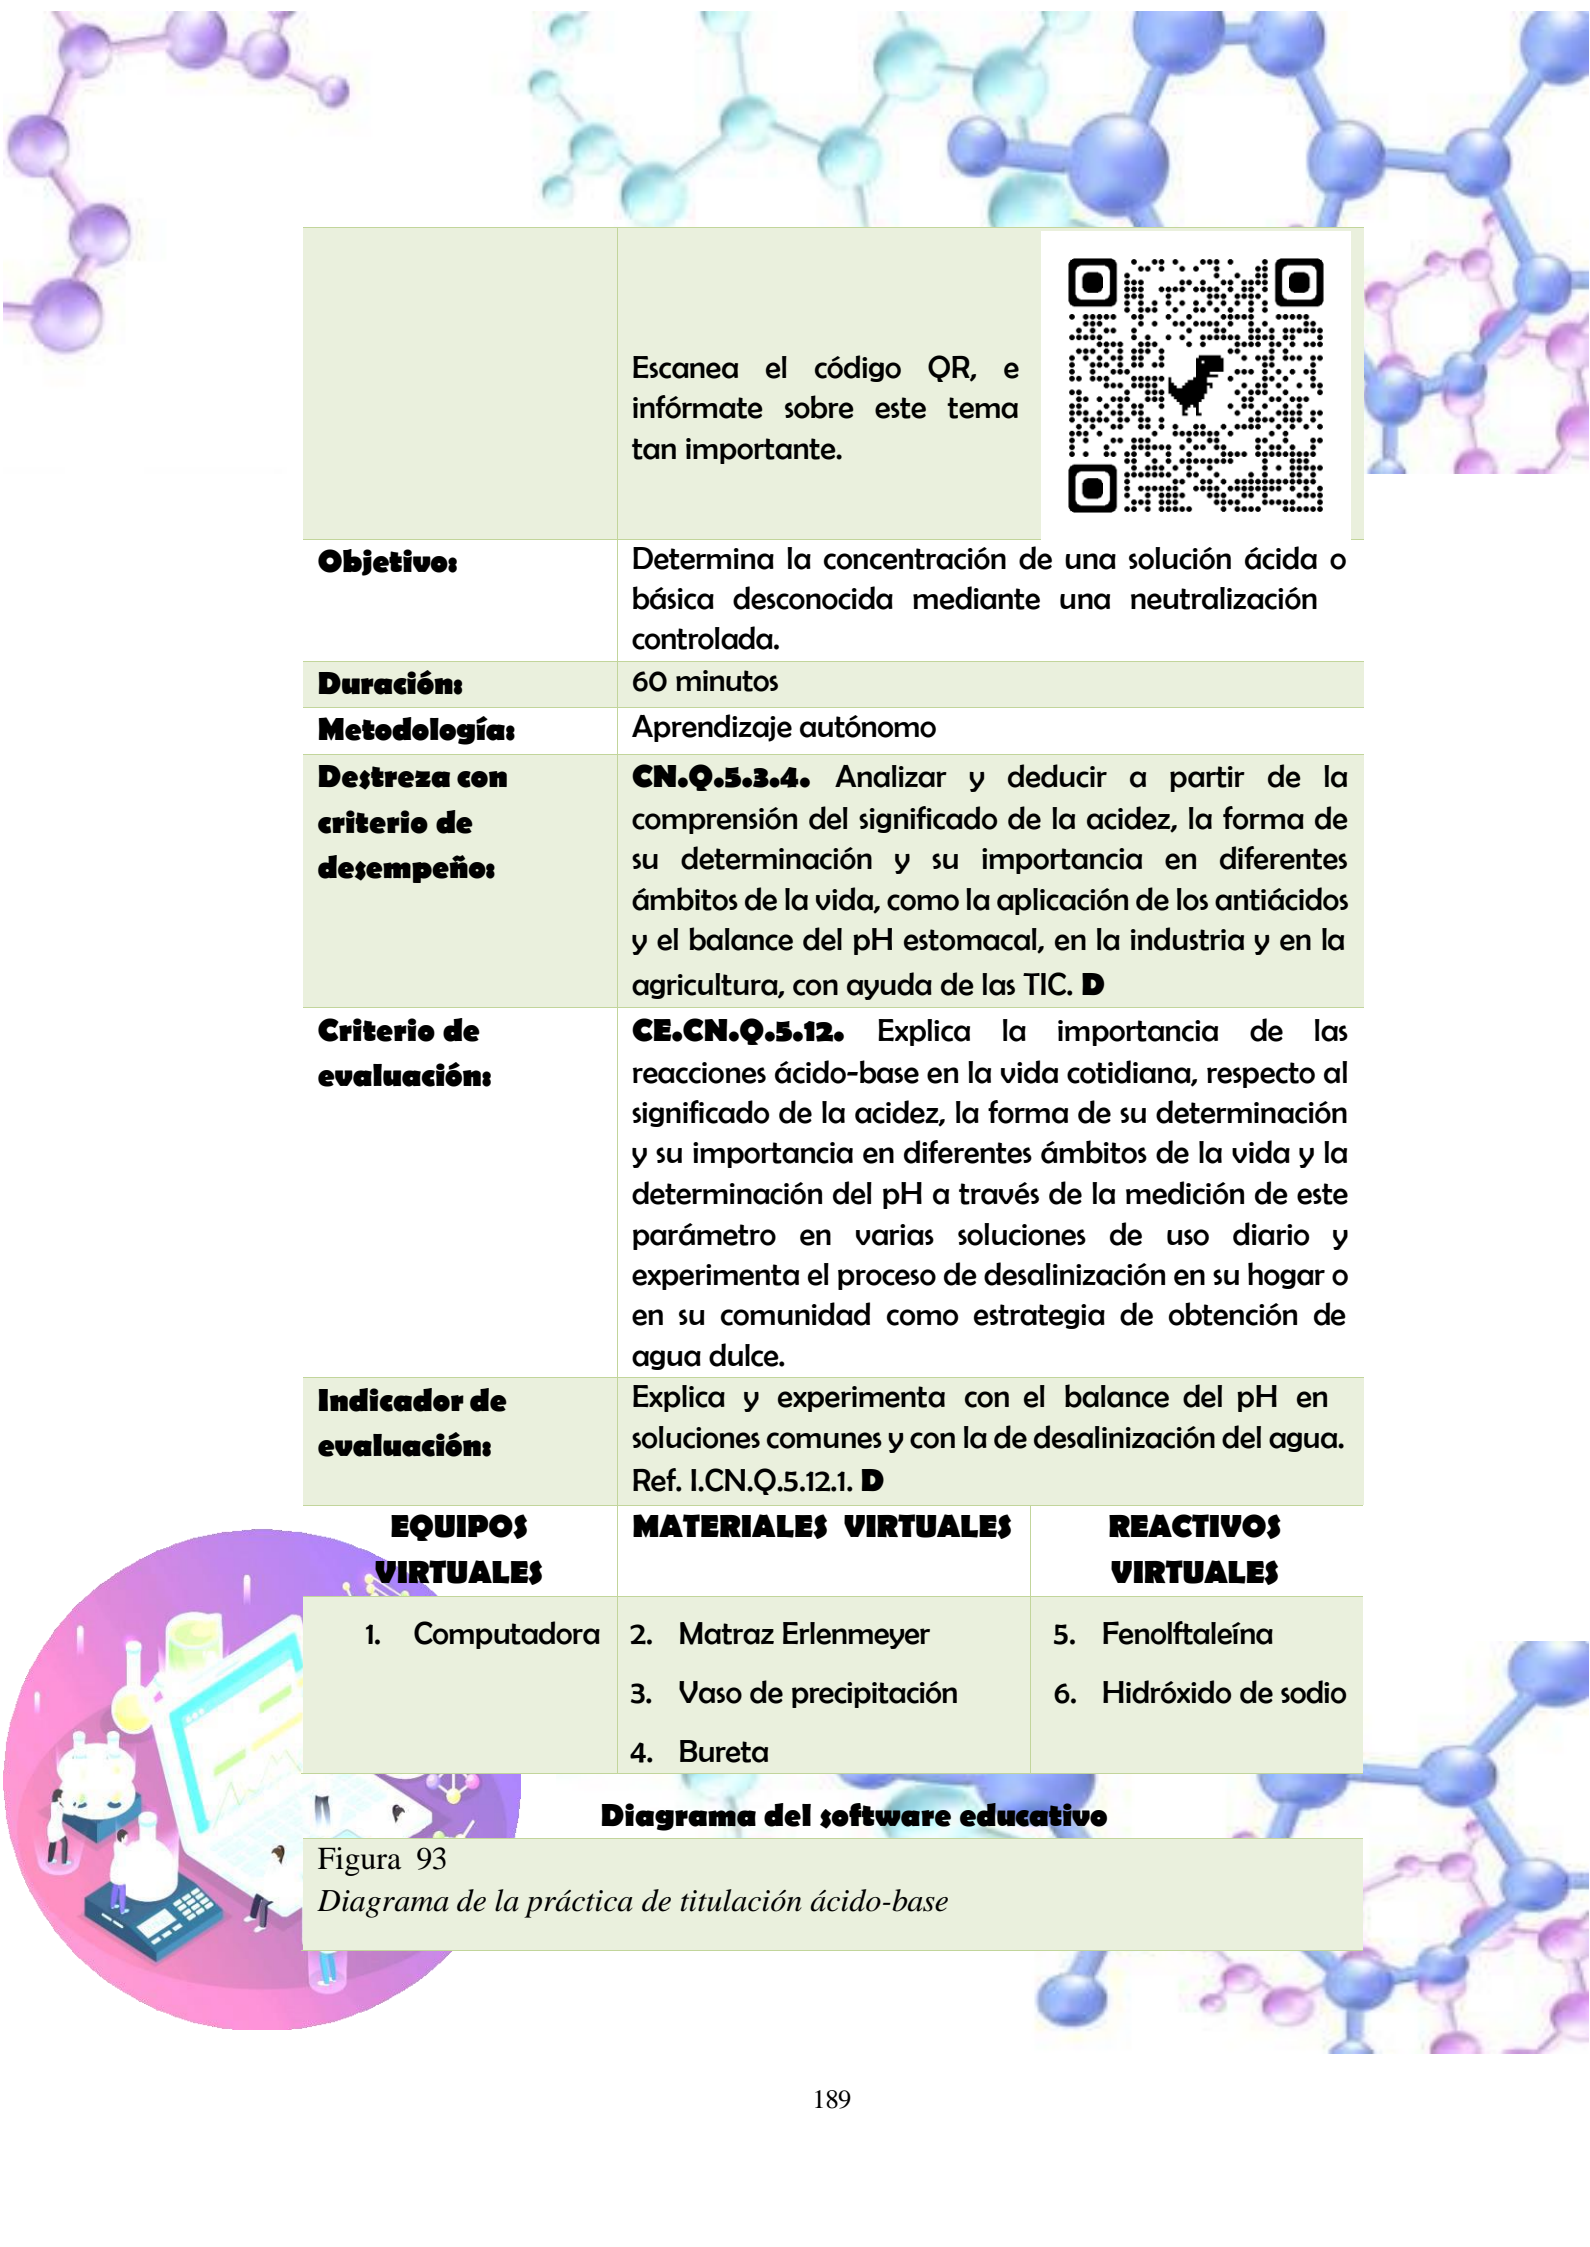 Escanea el código QR, e
infórmate sobre este tema
tan importante.
Objetivo:
Determina la concentración de una solución ácida o
básica desconocida mediante una neutralización
controlada.
Duración:
60 minutos
Metodología:
Aprendizaje autónomo
Destreza con
criterio de
desempeño:
CN.Q.5.3.4. Analizar y deducir a partir de la
comprensión del significado de la acidez, la forma de
su determinación y su importancia en diferentes
ámbitos de la vida, como la aplicación de los antiácidos
y el balance del pH estomacal, en la industria y en la
agricultura, con ayuda de las TIC. D
Criterio de
evaluación:
CE.CN.Q.5.12. Explica la importancia de las
reacciones ácido-base en la vida cotidiana, respecto al
significado de la acidez, la forma de su determinación
y su importancia en diferentes ámbitos de la vida y la
determinación del pH a través de la medición de este
parámetro en varias soluciones de uso diario y
experimenta el proceso de desalinización en su hogar o
en su comunidad como estrategia de obtención de
agua dulce.
Indicador de
evaluación:
Explica y experimenta con el balance del pH en
soluciones comunes y con la de desalinización del agua.
Ref. I.CN.Q.5.12.1. D
EQUIPOS
VIRTUALES
MATERIALES VIRTUALES
REACTIVOS
VIRTUALES
1. Computadora
2. Matraz Erlenmeyer
3. Vaso de precipitación
4. Bureta
5. Fenolftaleína
6. Hidróxido de sodio
Diagrama del software educativo
Figura 93
Diagrama de la práctica de titulación ácido-base
189